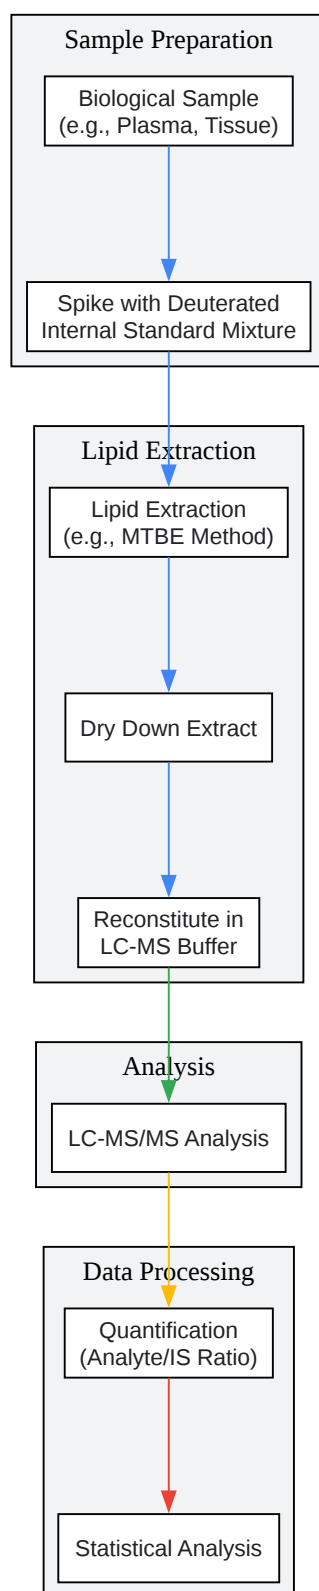 Sample Preparation
Biological Sample
(e.g., Plasma, Tissue)
Spike with Deuterated
Internal Standard Mixture
Lipid Extraction
Lipid Extraction
(e.g., MTBE Method)
Dry Down Extract
Reconstitute in
LC-MS Buffer
Analysis
LC-MS/MS Analysis
Data Processing
Quantification
(Analyte/IS Ratio)
Statistical Analysis